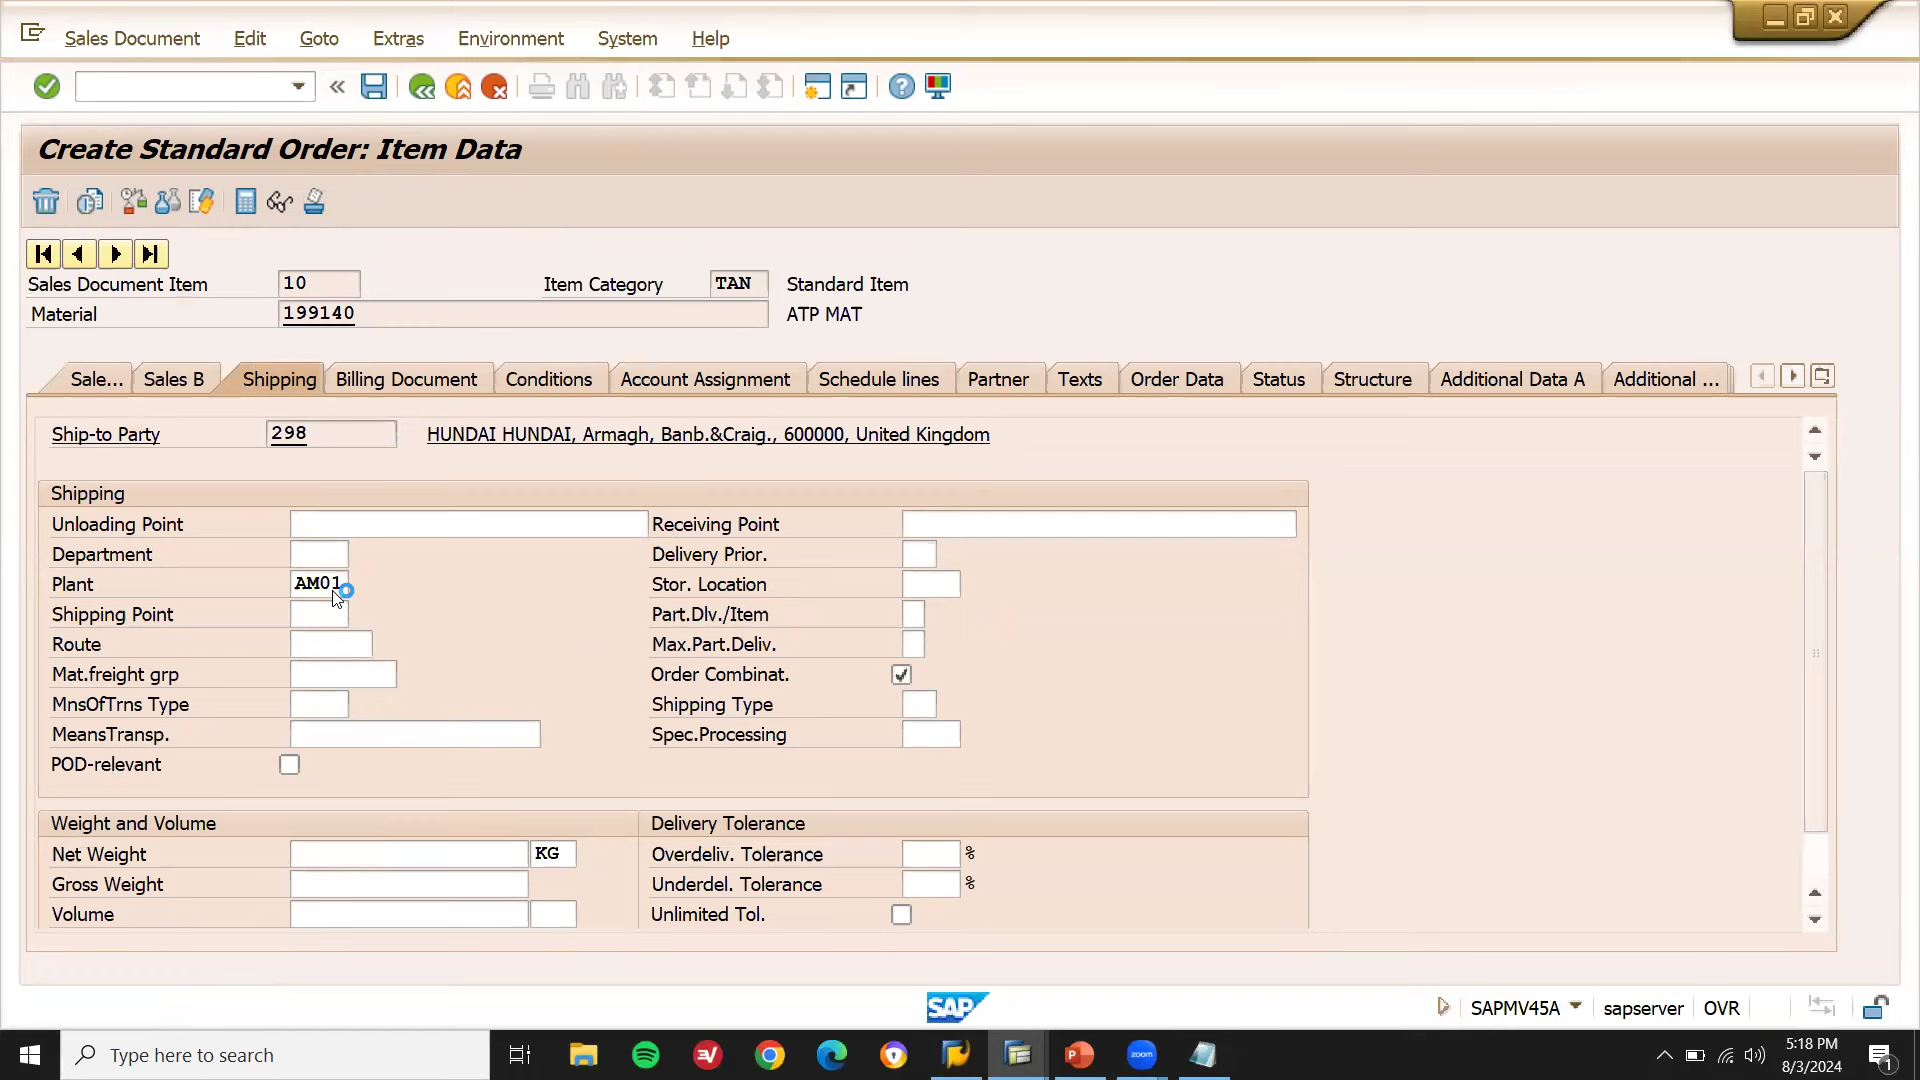 Sales Document Edit Goto Extras Environment System Help
Create Standard Order: Item Data
Sales Document Item 10 Item Category TAN Standard Item
Material 199140 ATP MAT
Sale... Sales B Shipping Billing Document Conditions Account Assignment Schedule lines Partner Texts Order Data Status Structure Additional Data A Additional ...
Ship-to Party 298 HUNDAI HUNDAI, Armagh, Banb.&Craig., 600000, United Kingdom
Shipping
Unloading Point Receiving Point
Department Delivery Prior.
Plant AM01 Stor. Location
Shipping Point Part.Dlv./Item
Route Max.Part.Deliv.
Mat.freight grp Order Combinat.
MnsOfTrns Type Shipping Type
MeansTransp. Spec.Processing
POD-relevant
Weight and Volume Delivery Tolerance
Net Weight KG Overdeliv. Tolerance %
Gross Weight Underdel. Tolerance %
Volume Unlimited Tol.
SAP SAPMV45A sapserver OVR
Type here to search
5:18 PM
8/3/2024
1